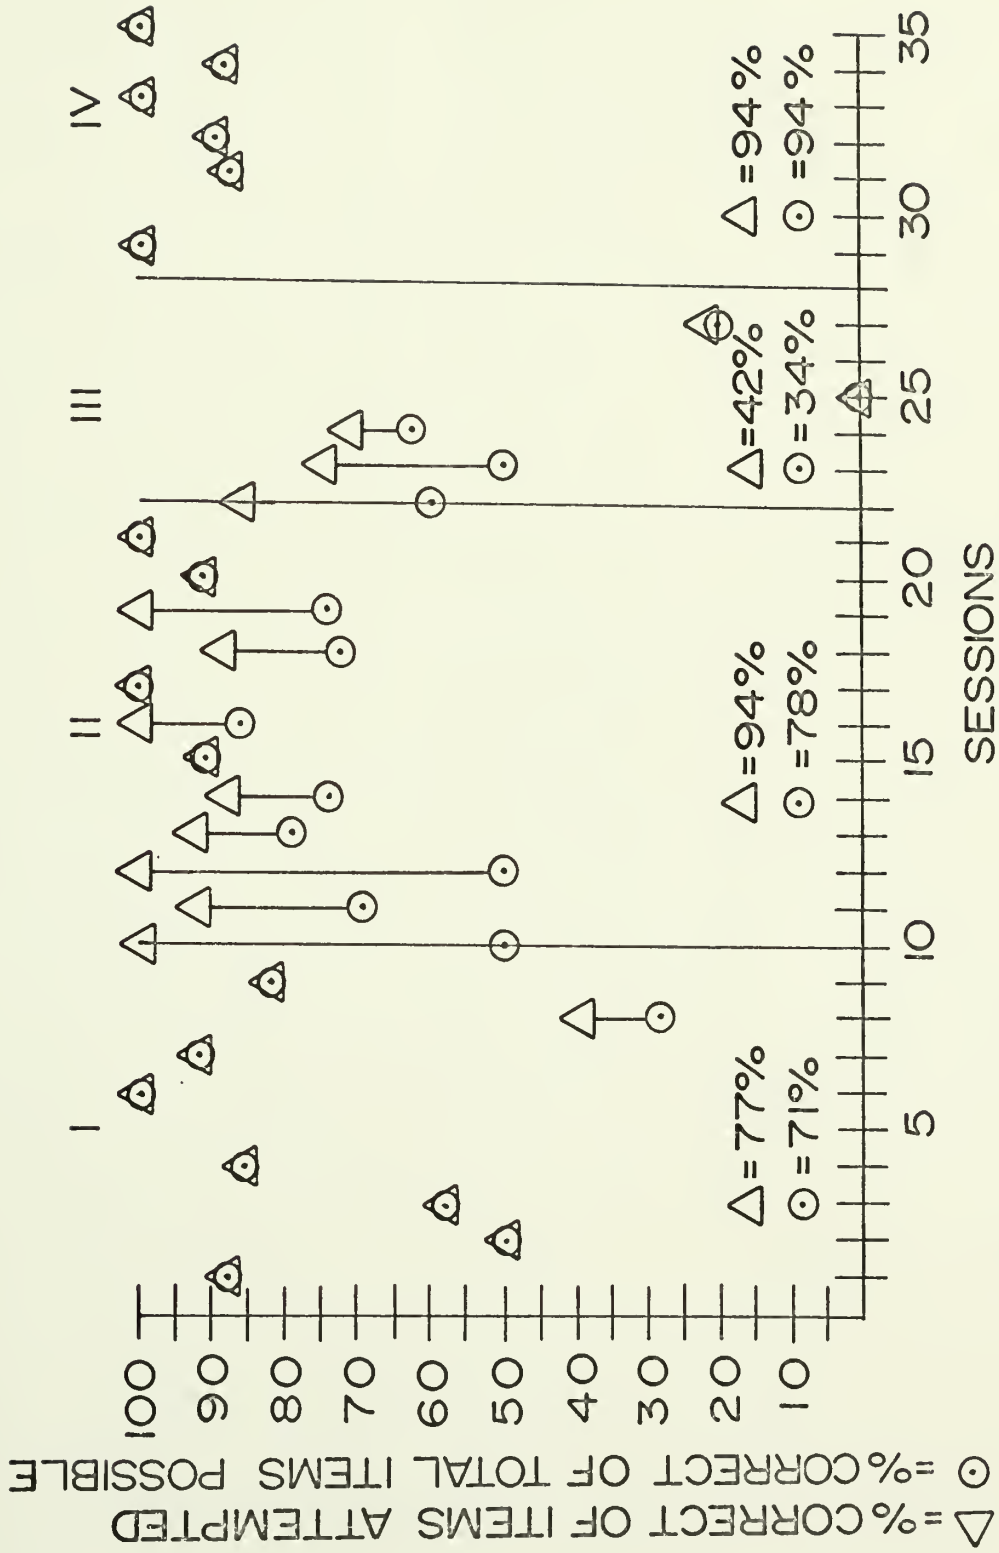 △ = % CORRECT OF ITEMS ATTEMPTED
⊙ = % CORRECT OF TOTAL ITEMS POSSIBLE
I
II
III
IV
100
90
80
70
60
50
40
30
20
10
△ = 77%
⊙ = 71%
△ = 94%
⊙ = 78%
△ = 42%
⊙ = 34%
△ = 94%
⊙ = 94%
5
10
15
20
25
30
35
SESSIONS